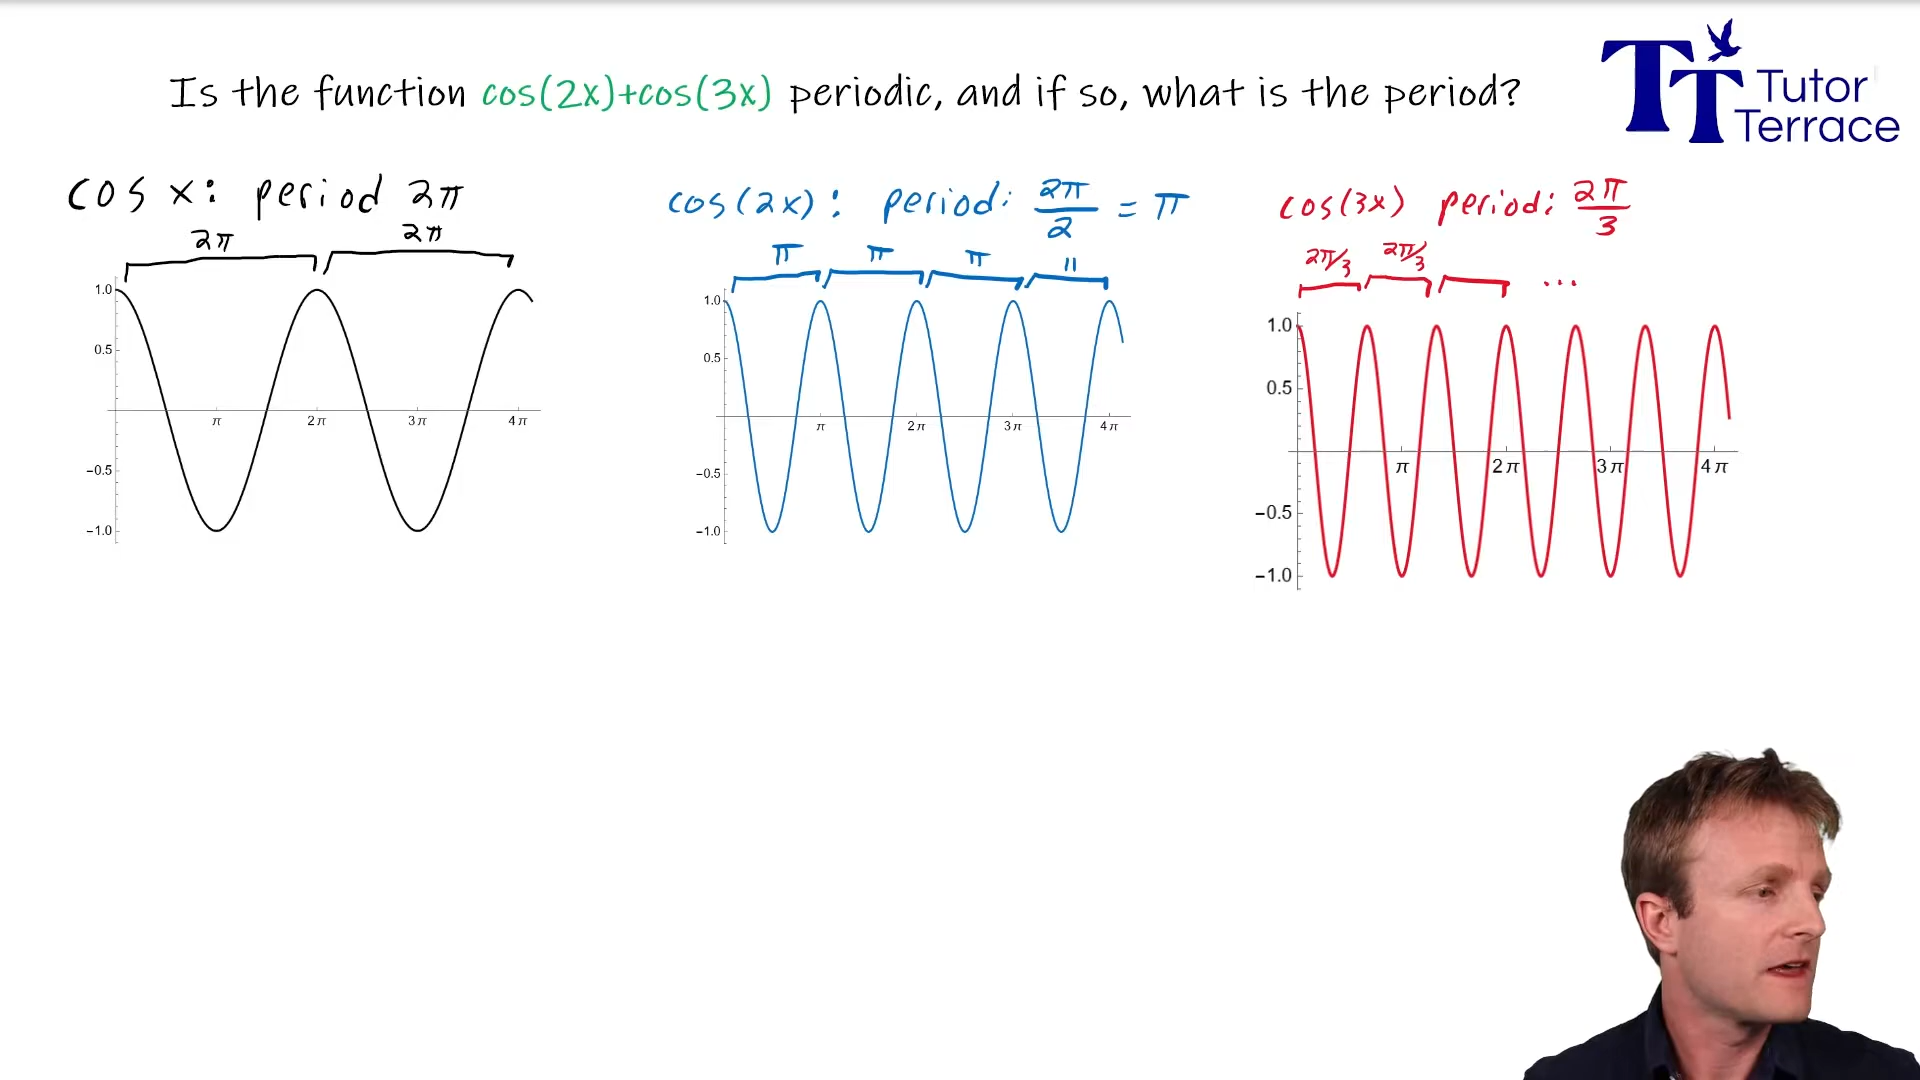 Is the function cos(2x)+cos(3x) periodic, and if so, what is the period?
TT Tutor
Terrace
cos x: period 2π
2π 2π
1.0
0.5
-0.5
-1.0
π 2π 3π 4π
cos(2x): period: 2π/2 = π
π π π π
1.0
0.5
-0.5
-1.0
π 2π 3π 4π
cos(3x) period: 2π/3
2π/3 2π/3 ...
1.0
0.5
-0.5
-1.0
π 2π 3π 4π